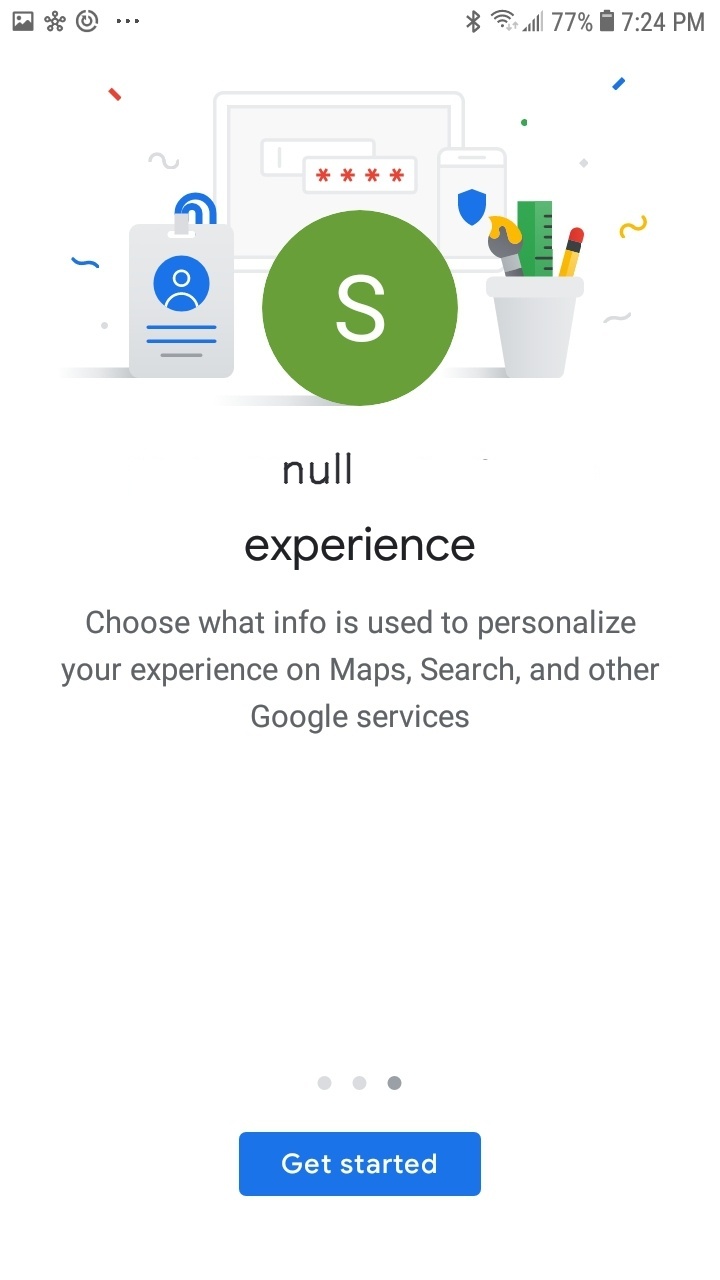 77% 7:24 PM
* * * *
S
null
experience
Choose what info is used to personalize
your experience on Maps, Search, and other
Google services
Get started